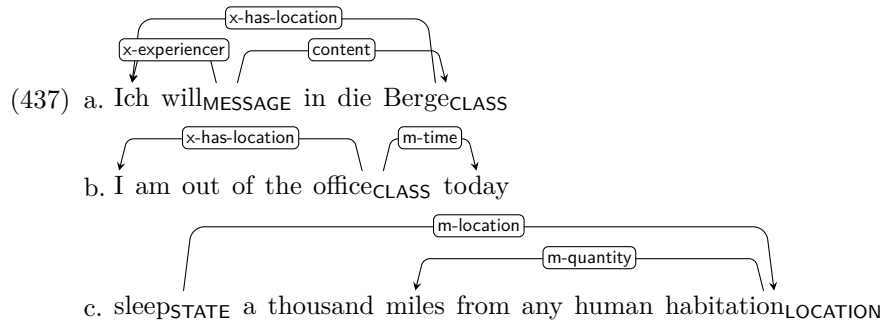 x-has-location
x-experiencer content
(437) a. Ich willMESSAGE in die BergeCLASS
x-has-location m-time
b. I am out of the officeCLASS today
m-location
m-quantity
c. sleepSTATE a thousand miles from any human habitationLOCATION